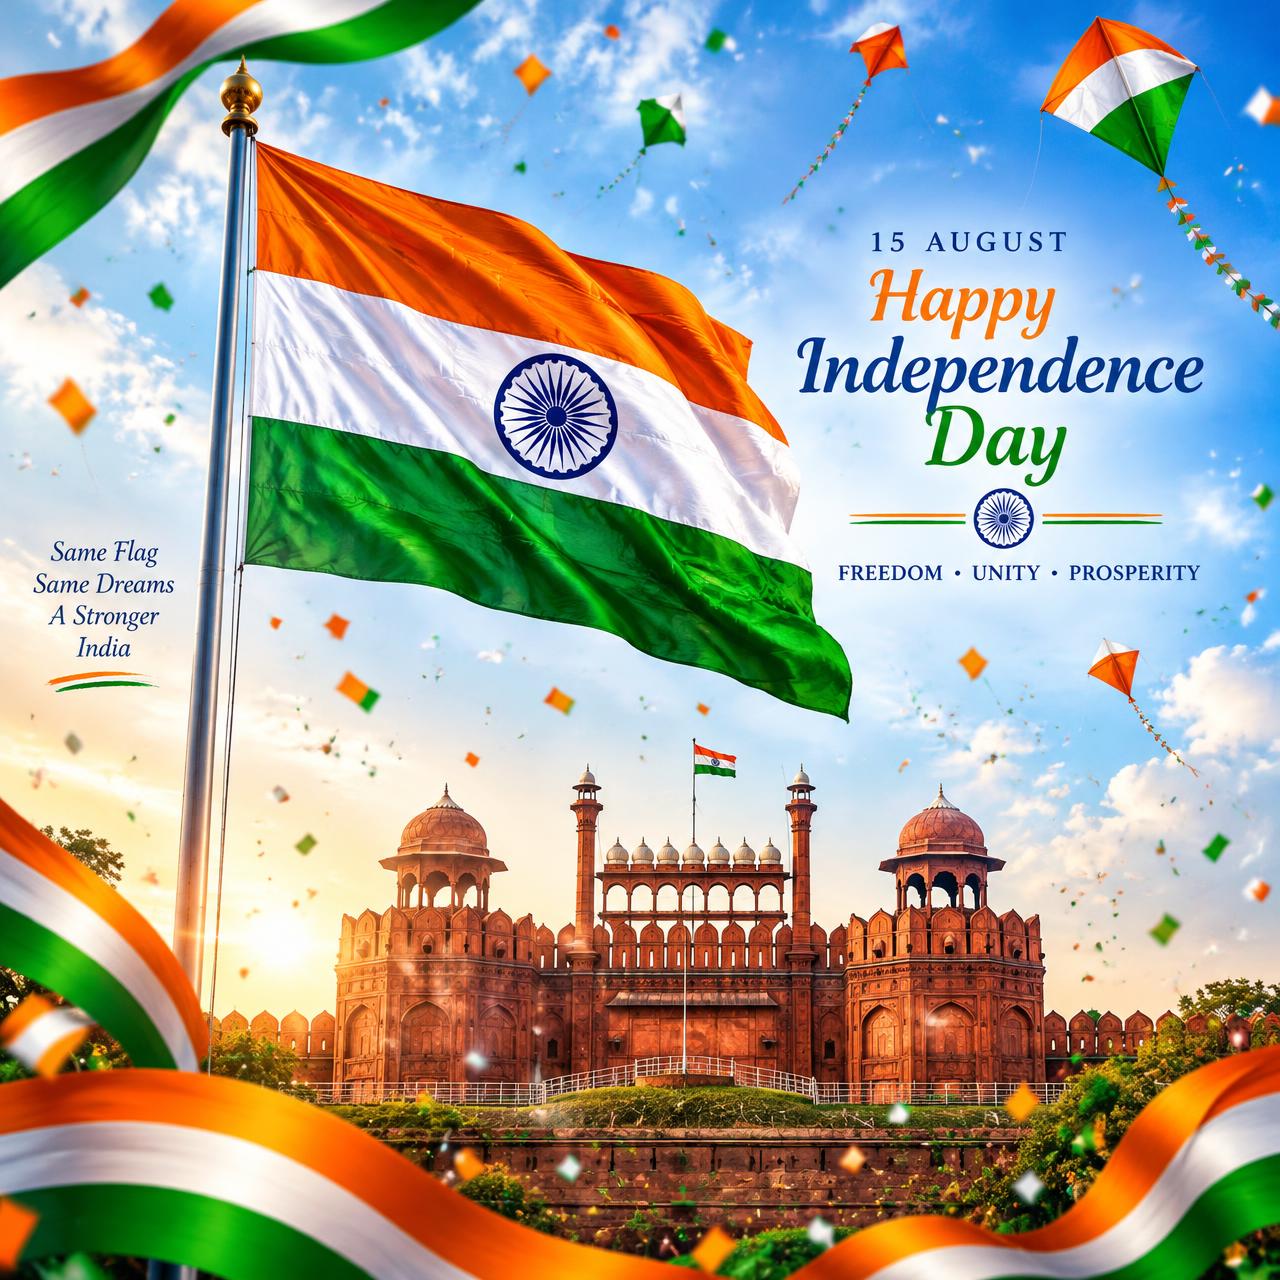 15 AUGUST
Happy
Independence
Day
FREEDOM • UNITY • PROSPERITY
Same Flag
Same Dreams
A Stronger
India